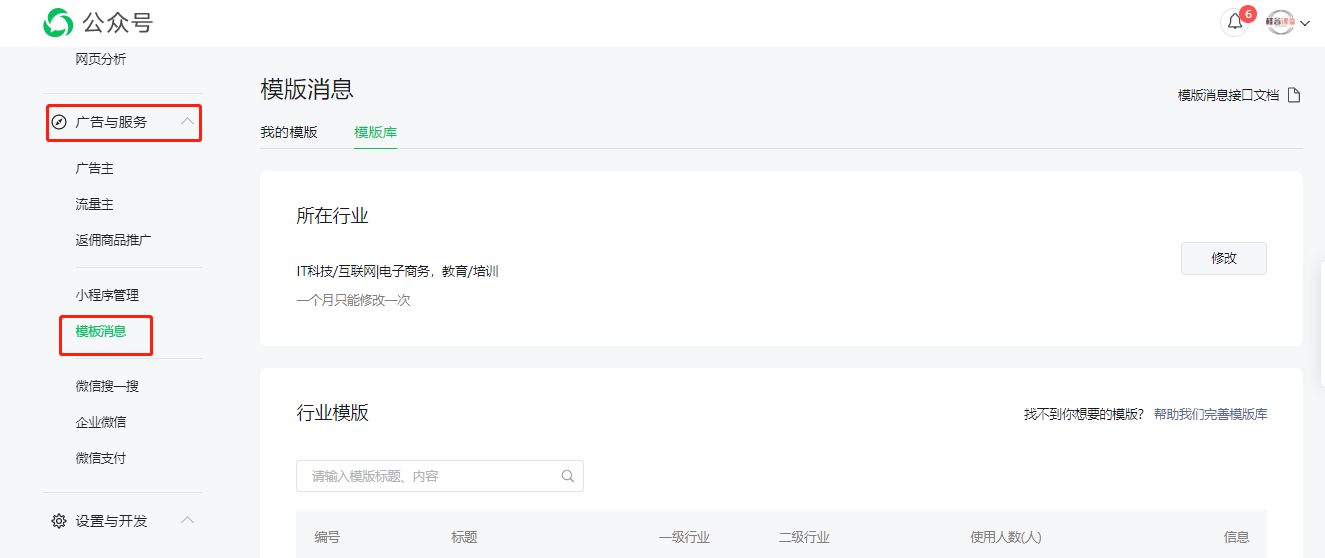 公众号
6
网页分析
广告与服务
广告主
流量主
返佣商品推广
小程序管理
模板消息
微信搜一搜
企业微信
微信支付
设置与开发
模版消息
模版消息接口文档
我的模版 模版库
所在行业
IT科技/互联网|电子商务，教育/培训
一个月只能修改一次
修改
行业模版
找不到你想要的模版？ 帮助我们完善模版库
请输入模版标题、内容
编号 标题 一级行业 二级行业 使用人数(人) 信息